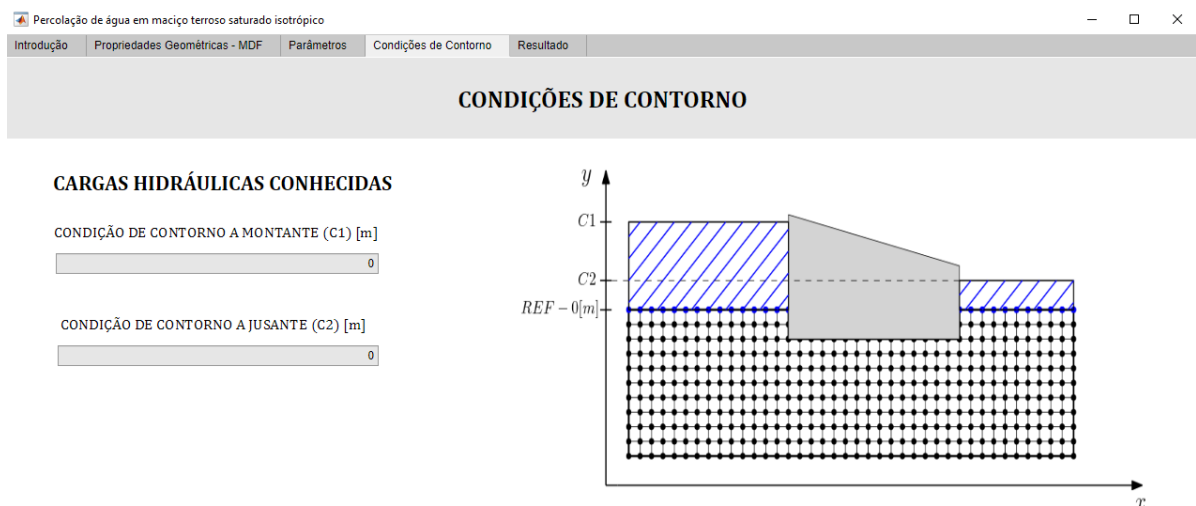 Percolação de água em maciço terroso saturado isotrópico
Introdução Propriedades Geométricas - MDF Parâmetros Condições de Contorno Resultado
CONDIÇÕES DE CONTORNO
CARGAS HIDRÁULICAS CONHECIDAS
CONDIÇÃO DE CONTORNO A MONTANTE (C1) [m]
0
CONDIÇÃO DE CONTORNO A JUSANTE (C2) [m]
0
y
C1
C2
REF – 0[m]
x